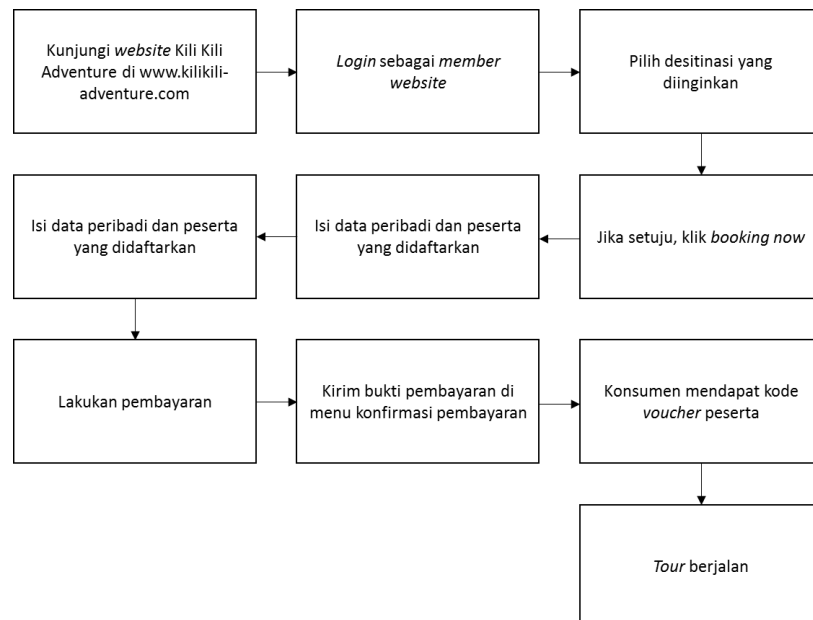 Kunjungi website Kili Kili
Adventure di www.kilikili-
adventure.com
Login sebagai member
website
Pilih desitinasi yang
diinginkan
Jika setuju, klik booking now
Isi data peribadi dan peserta
yang didaftarkan
Isi data peribadi dan peserta
yang didaftarkan
Lakukan pembayaran
Kirim bukti pembayaran di
menu konfirmasi pembayaran
Konsumen mendapat kode
voucher peserta
Tour berjalan